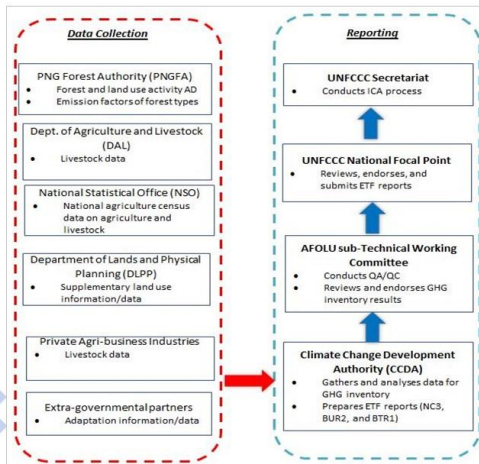 Data Collection
PNG Forest Authority (PNGFA)
• Forest and land use activity AD
• Emission factors of forest types
Dept. of Agriculture and Livestock
(DAL)
• Livestock data
National Statistical Office (NSO)
• National agriculture census
data on agriculture and
livestock
Department of Lands and Physical
Planning (DLPP)
• Supplementary land use
information/data
Private Agri-business Industries
• Livestock data
Extra-governmental partners
• Adaptation information/data
Reporting
UNFCCC Secretariat
• Conducts ICA process
UNFCCC National Focal Point
• Reviews, endorses, and
submits ETF reports
AFOLU sub-Technical Working
Committee
• Conducts QA/QC
• Reviews and endorses GHG
inventory results
Climate Change Development
Authority (CCDA)
• Gathers and analyses data for
GHG inventory
• Prepares ETF reports (NC3,
BUR2, and BTR1)